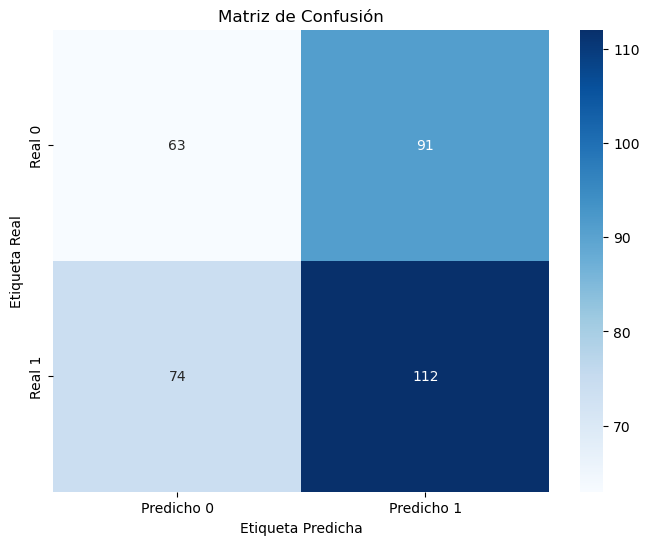 Matriz de Confusión
Etiqueta Real
Real 0
63
91
Real 1
74
112
Predicho 0
Predicho 1
Etiqueta Predicha
110
100
90
80
70